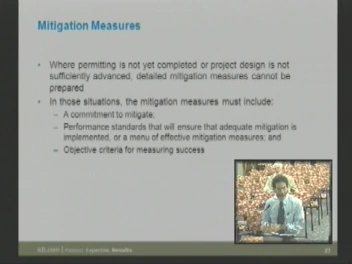 Mitigation Measures
• Where permitting is not yet completed or project design is not
sufficiently advanced, detailed mitigation measures cannot be
prepared
• In those situations, the mitigation measures must include:
– A commitment to mitigate;
– Performance standards that will ensure that adequate mitigation is
implemented, or a menu of effective mitigation measures; and
– Objective criteria for measuring success